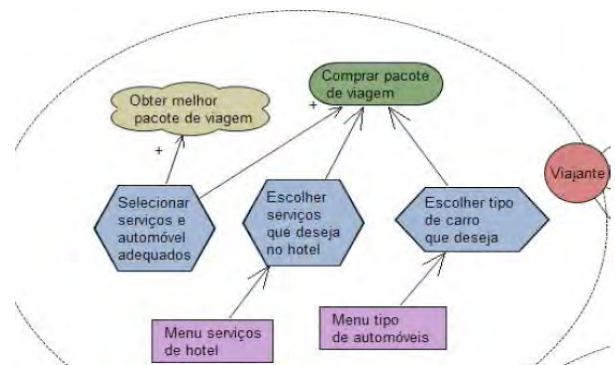 Comprar pacote
de viagem
Obter melhor
pacote de viagem
+
+
Viajante
Selecionar
serviços e
automóvel
adequados
Escolher
serviços
que deseja
no hotel
Escolher tipo
de carro
que deseja
Menu serviços
de hotel
Menu tipo
de automóveis